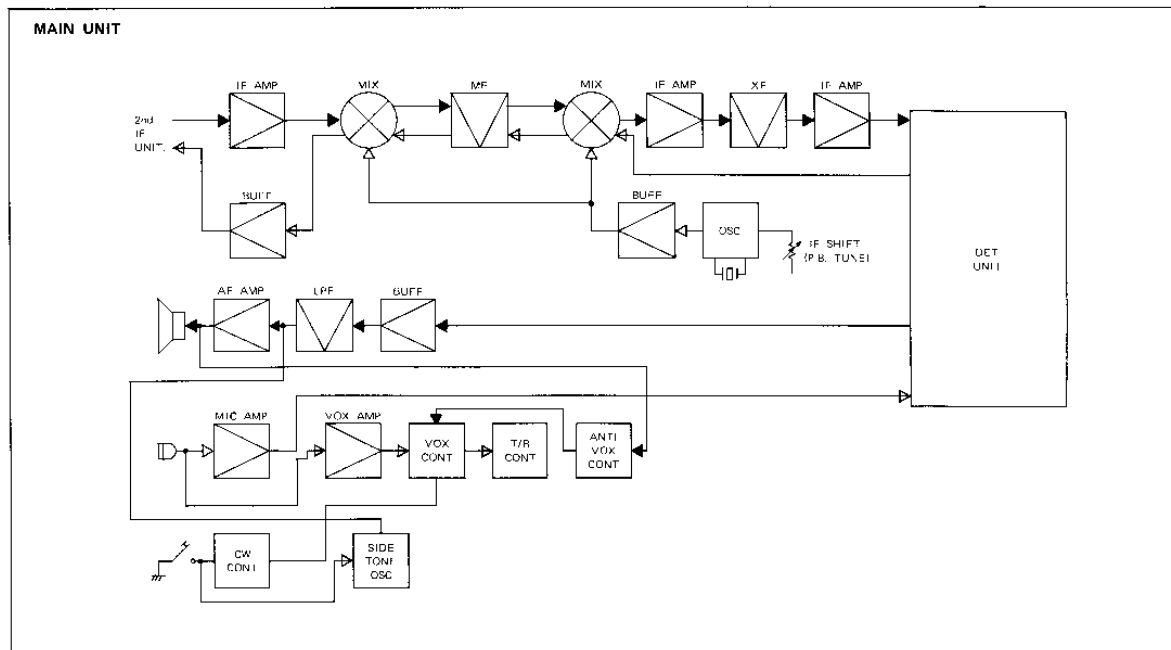 MAIN UNIT
IF AMP
MIX
MF
MIX
IF AMP
XF
IF AMP
2nd
IF
UNIT.
BUFF
BUFF
OSC
IF SHIFT
(P.B. TUNE)
DET
UNIT
AF AMP
LPF
BUFF
MIC AMP
VOX AMP
VOX
CONT
T/R
CONT
ANTI
VOX
CONT
CW
CONT
SIDE
TONE
OSC